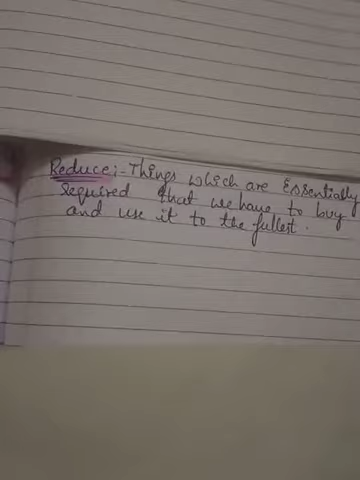 Reduce:- Things which are Essentially
required that we have to buy
and use it to the fullest.